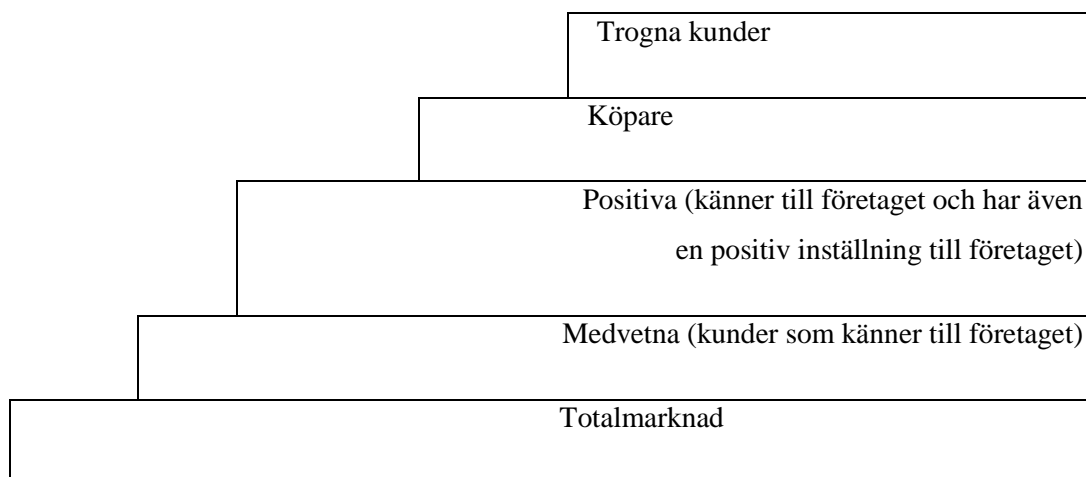 Trogna kunder
Köpare
Positiva (känner till företaget och har även
en positiv inställning till företaget)
Medvetna (kunder som känner till företaget)
Totalmarknad